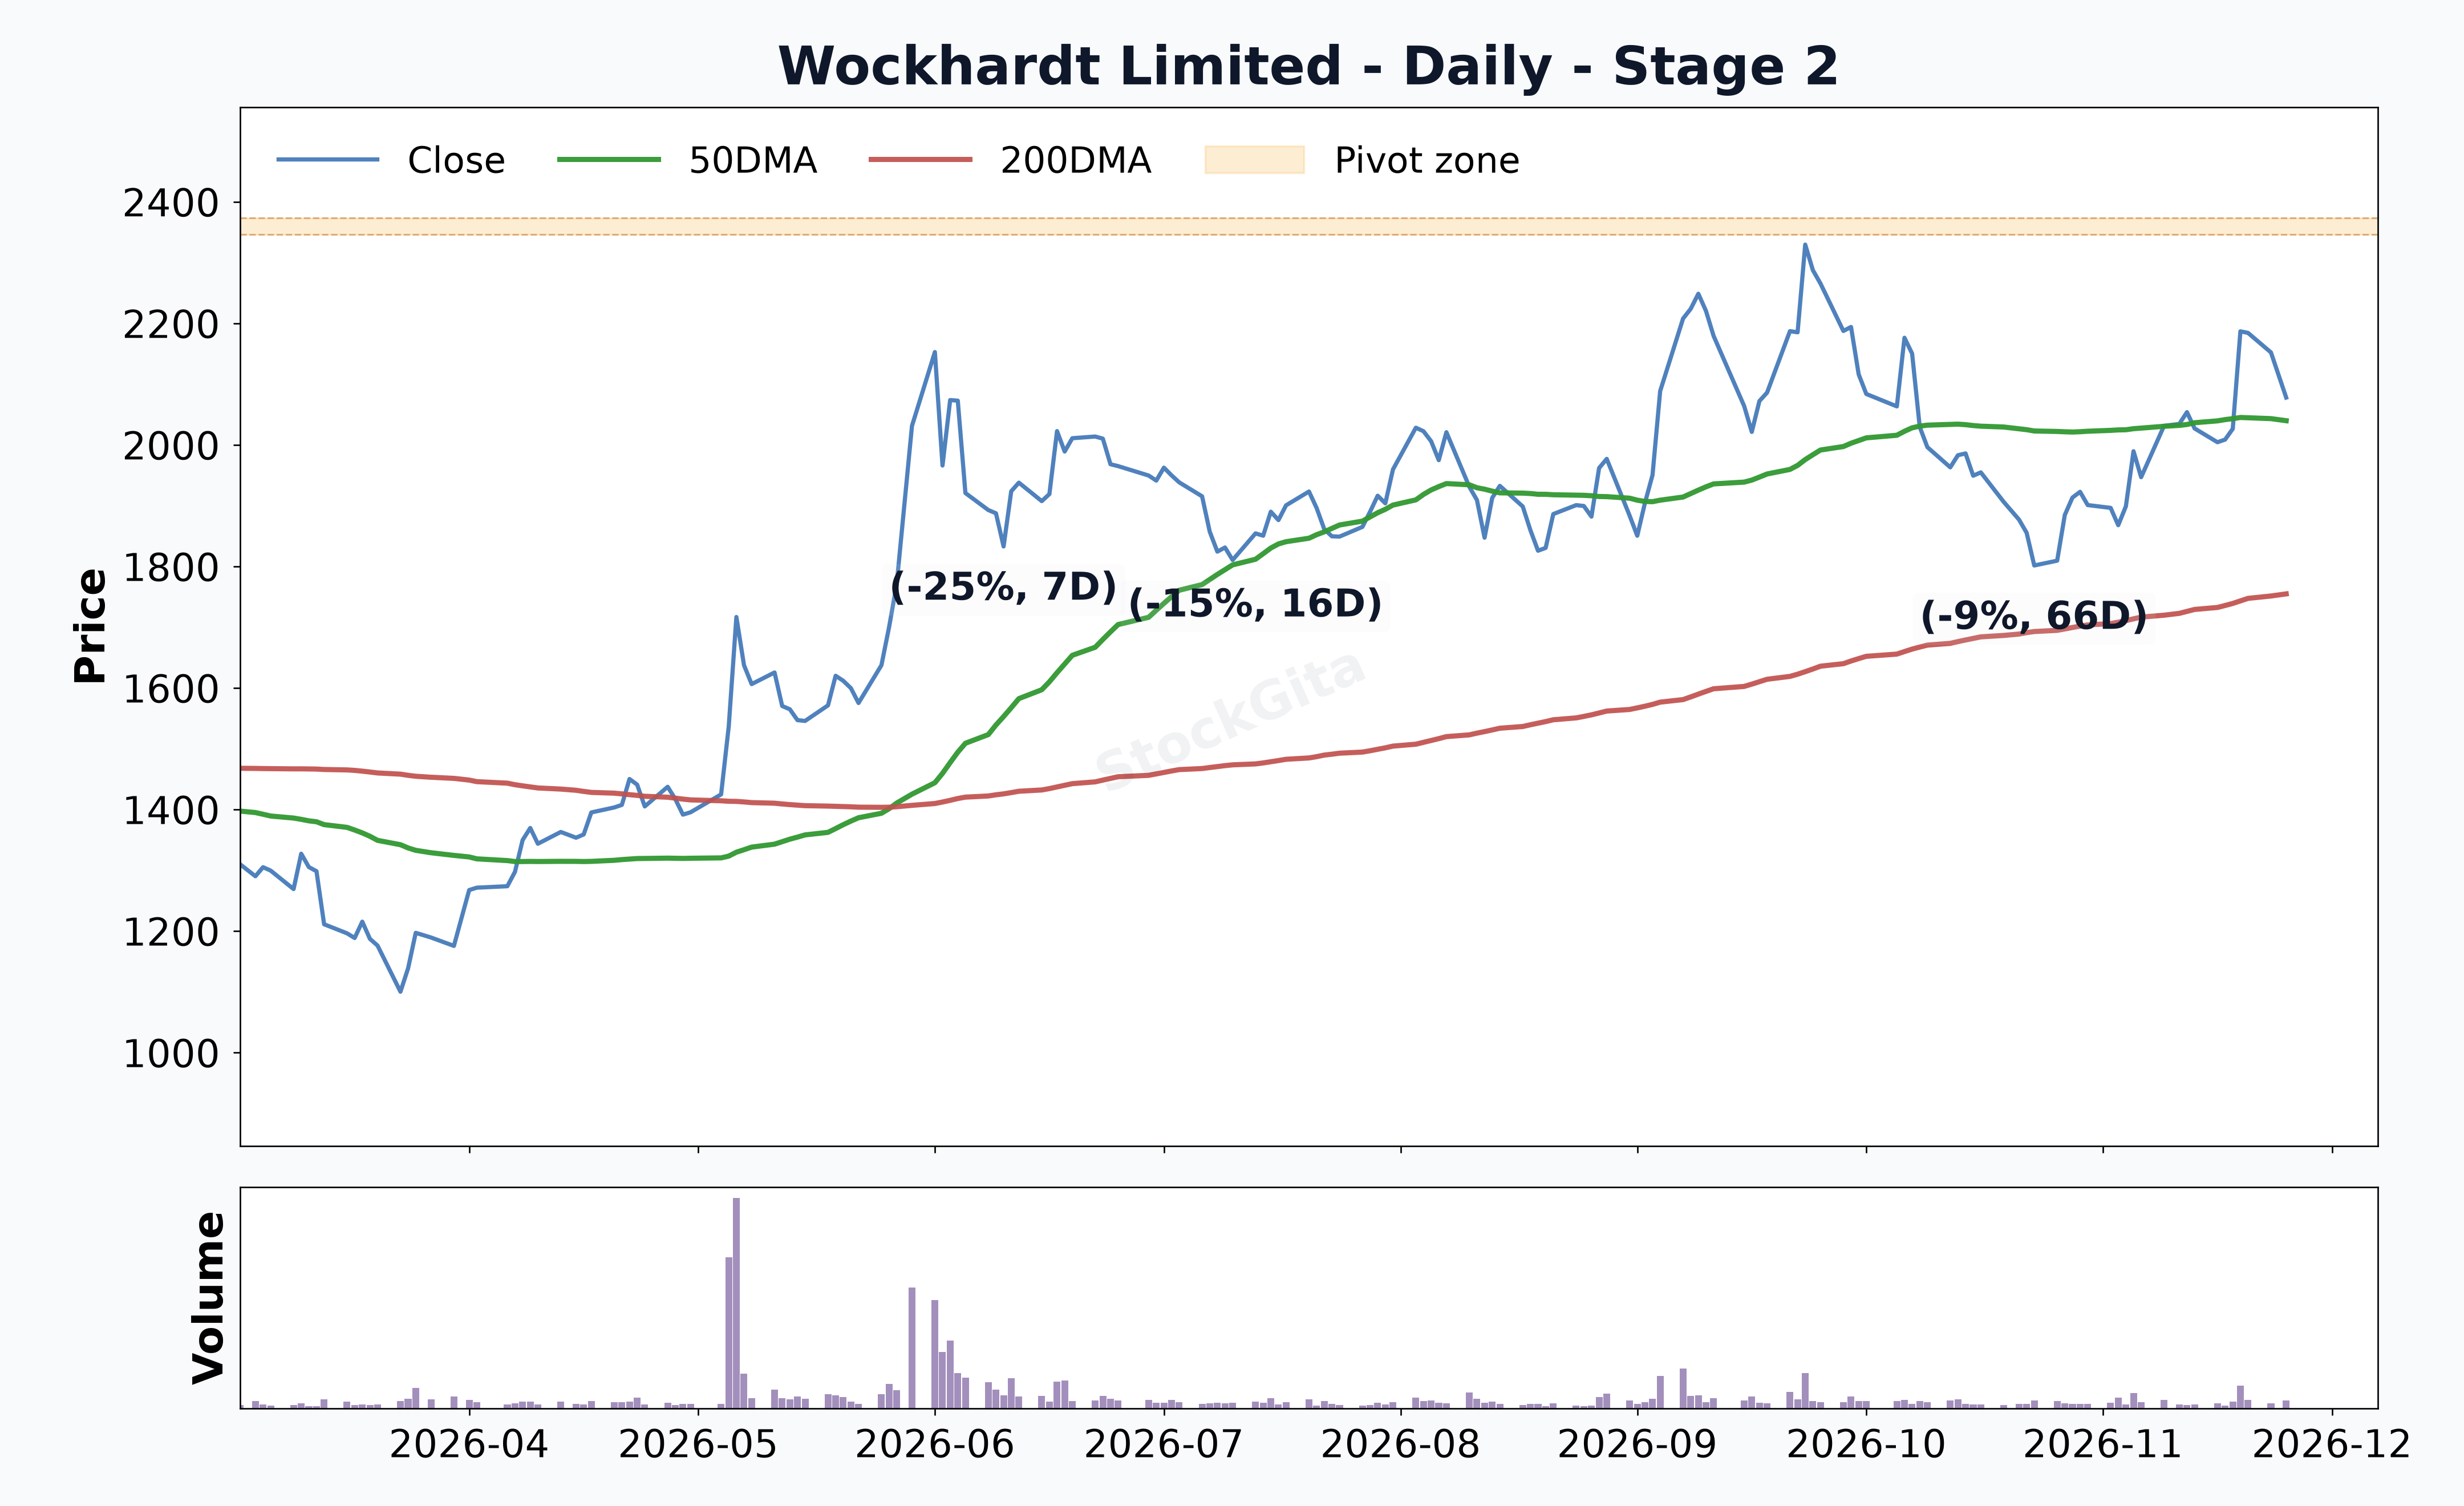 Wockhardt Limited - Daily - Stage 2
Close 50DMA 200DMA Pivot zone
2400
2200
2000
1800
1600
1400
1200
1000
Price
(-25%, 7D)
(-15%, 16D)
(-9%, 66D)
StockGita
Volume
2026-04 2026-05 2026-06 2026-07 2026-08 2026-09 2026-10 2026-11 2026-12